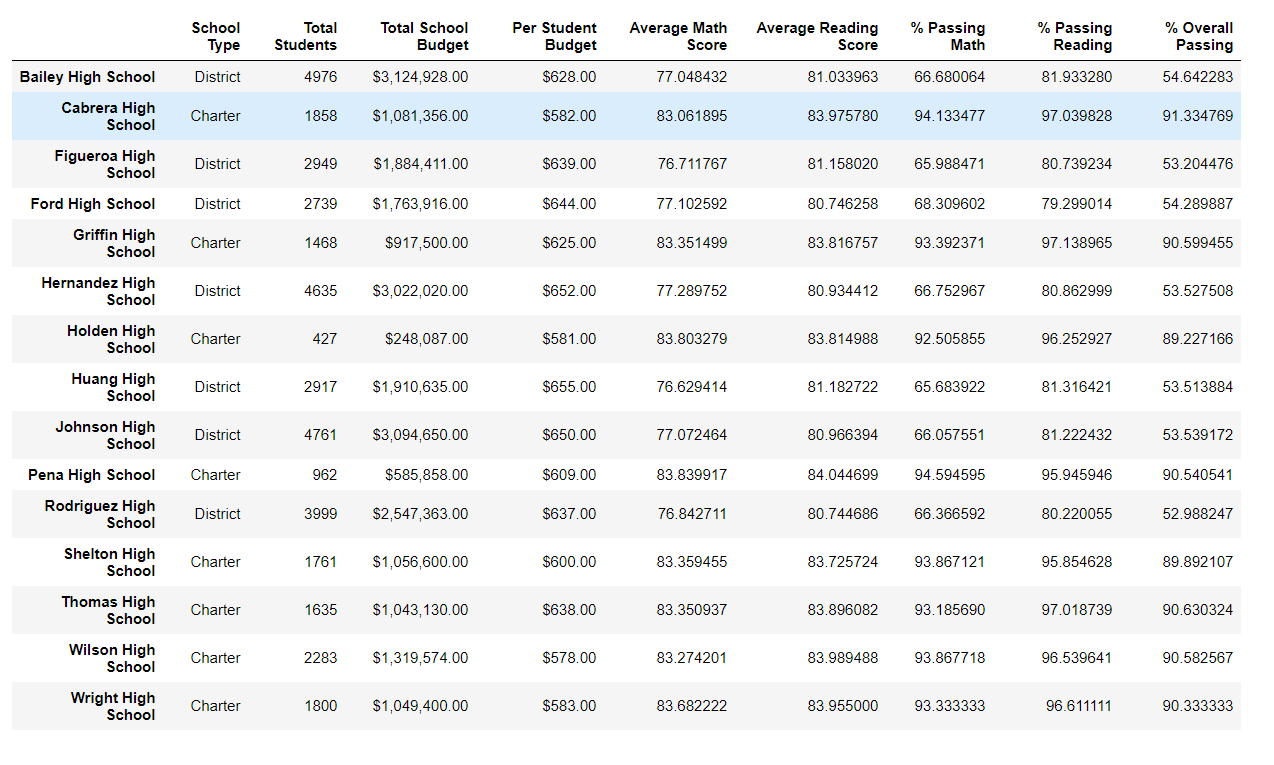 School Type Total Students Total School Budget Per Student Budget Average Math Score Average Reading Score % Passing Math % Passing Reading % Overall Passing
Bailey High School District 4976 $3,124,928.00 $628.00 77.048432 81.033963 66.680064 81.933280 54.642283
Cabrera High School Charter 1858 $1,081,356.00 $582.00 83.061895 83.975780 94.133477 97.039828 91.334769
Figueroa High School District 2949 $1,884,411.00 $639.00 76.711767 81.158020 65.988471 80.739234 53.204476
Ford High School District 2739 $1,763,916.00 $644.00 77.102592 80.746258 68.309602 79.299014 54.289887
Griffin High School Charter 1468 $917,500.00 $625.00 83.351499 83.816757 93.392371 97.138965 90.599455
Hernandez High School District 4635 $3,022,020.00 $652.00 77.289752 80.934412 66.752967 80.862999 53.527508
Holden High School Charter 427 $248,087.00 $581.00 83.803279 83.814988 92.505855 96.252927 89.227166
Huang High School District 2917 $1,910,635.00 $655.00 76.629414 81.182722 65.683922 81.316421 53.513884
Johnson High School District 4761 $3,094,650.00 $650.00 77.072464 80.966394 66.057551 81.222432 53.539172
Pena High School Charter 962 $585,858.00 $609.00 83.839917 84.044699 94.594595 95.945946 90.540541
Rodriguez High School District 3999 $2,547,363.00 $637.00 76.842711 80.744686 66.366592 80.220055 52.988247
Shelton High School Charter 1761 $1,056,600.00 $600.00 83.359455 83.725724 93.867121 95.854628 89.892107
Thomas High School Charter 1635 $1,043,130.00 $638.00 83.350937 83.896082 93.185690 97.018739 90.630324
Wilson High School Charter 2283 $1,319,574.00 $578.00 83.274201 83.989488 93.867718 96.539641 90.582567
Wright High School Charter 1800 $1,049,400.00 $583.00 83.682222 83.955000 93.333333 96.611111 90.333333